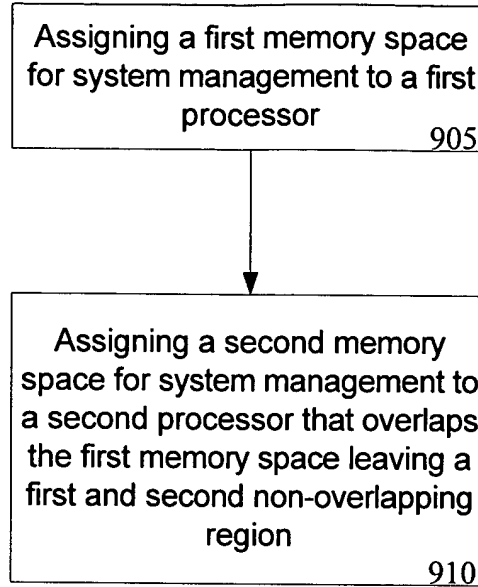 Assigning a first memory space
for system management to a first
processor
905
Assigning a second memory
space for system management to
a second processor that overlaps
the first memory space leaving a
first and second non-overlapping
region
910